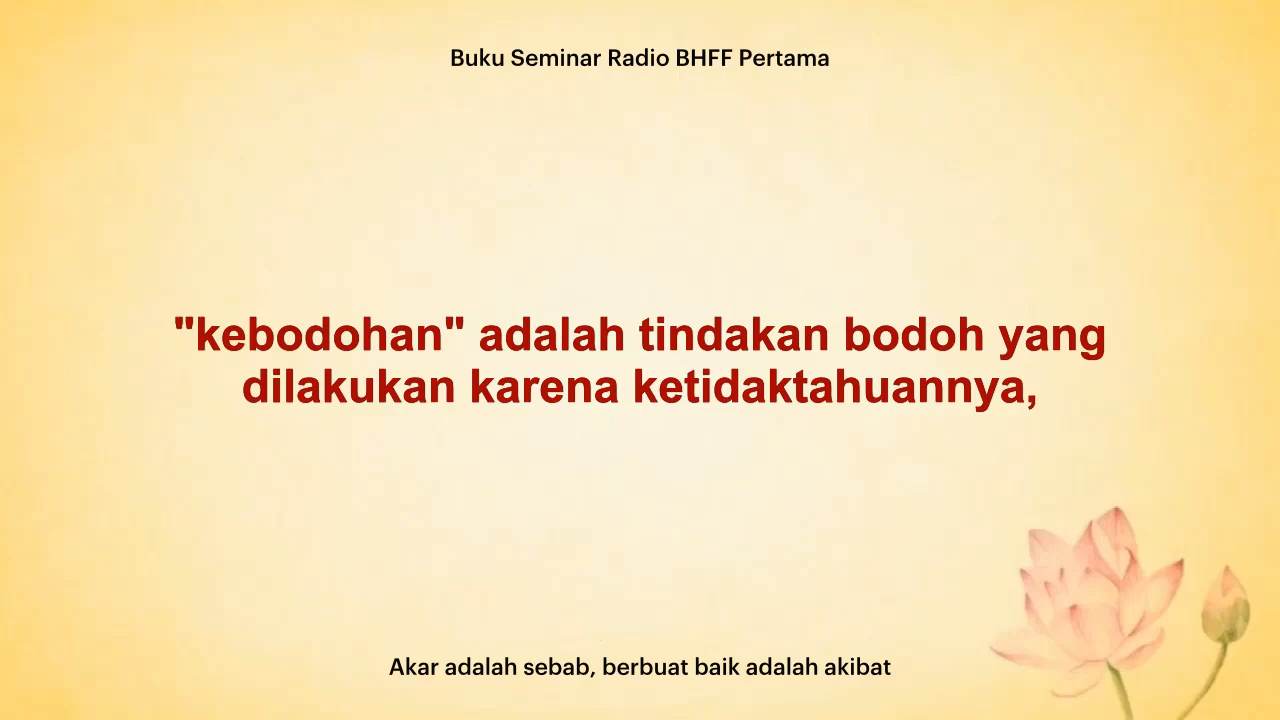 Buku Seminar Radio BHFF Pertama
"kebodohan" adalah tindakan bodoh yang
dilakukan karena ketidaktahuannya,
Akar adalah sebab, berbuat baik adalah akibat